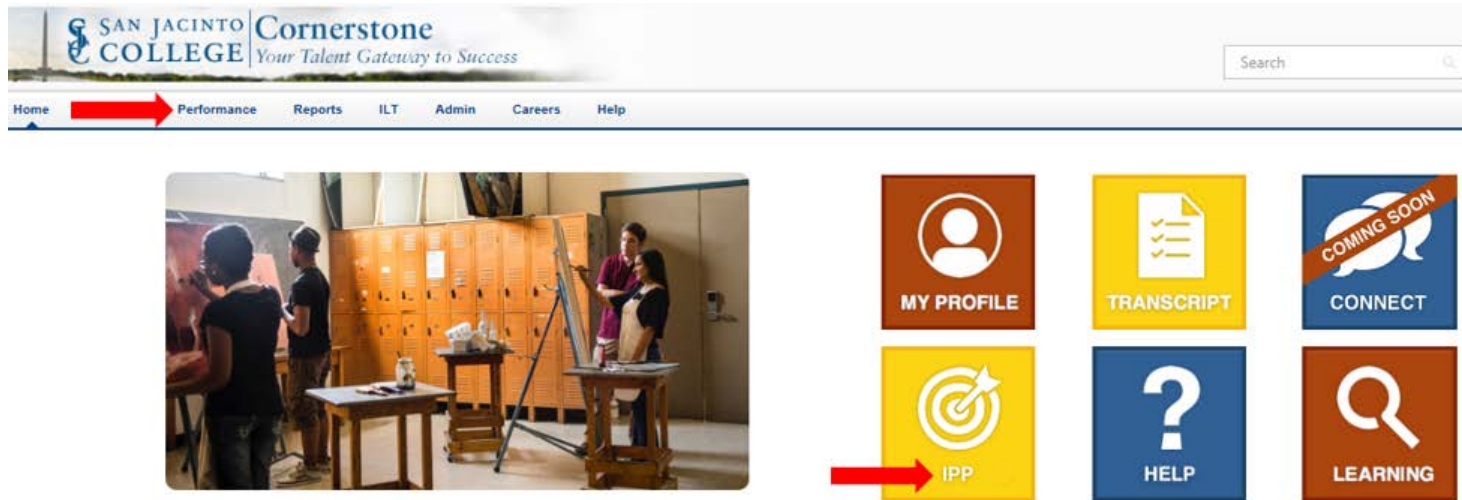 SAN JACINTO
COLLEGE
Cornerstone
Your Talent Gateway to Success
Search
Home Performance Reports ILT Admin Careers Help
MY PROFILE TRANSCRIPT COMING SOON CONNECT
IPP HELP LEARNING